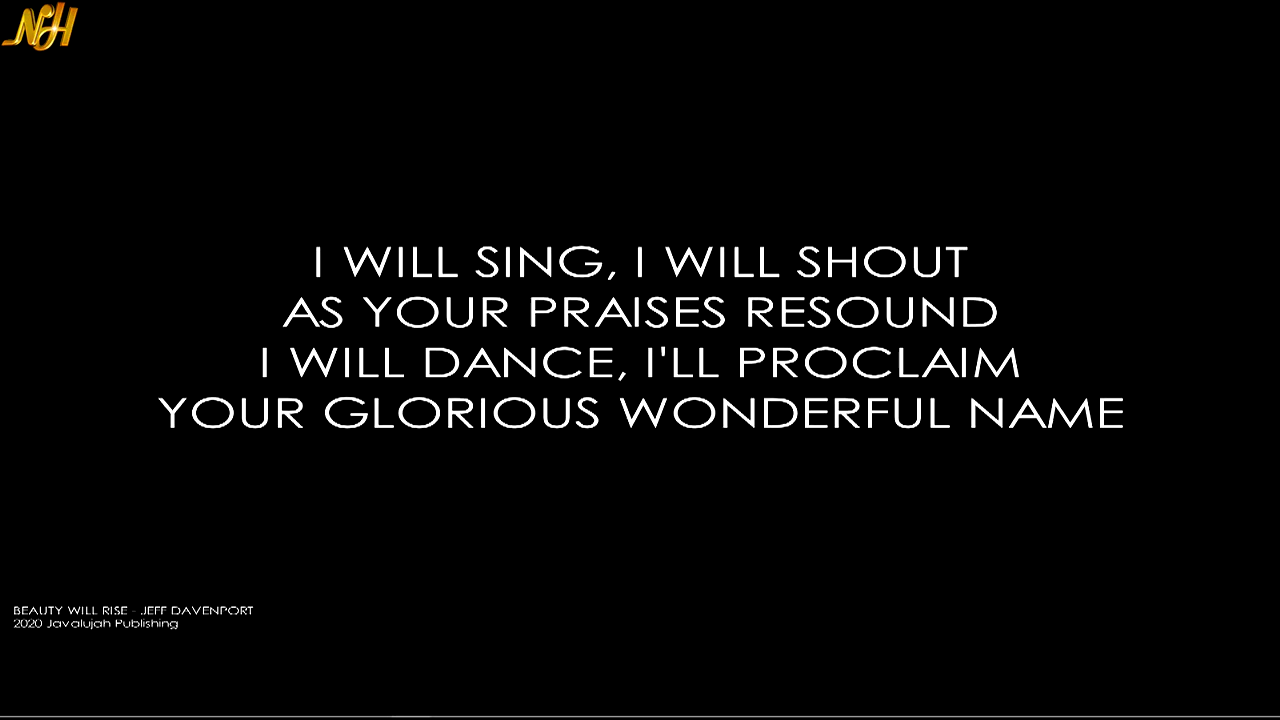 NH
I WILL SING, I WILL SHOUT
AS YOUR PRAISES RESOUND
I WILL DANCE, I'LL PROCLAIM
YOUR GLORIOUS WONDERFUL NAME
BEAUTY WILL RISE - JEFF DAVENPORT
2020 Javalujah Publishing